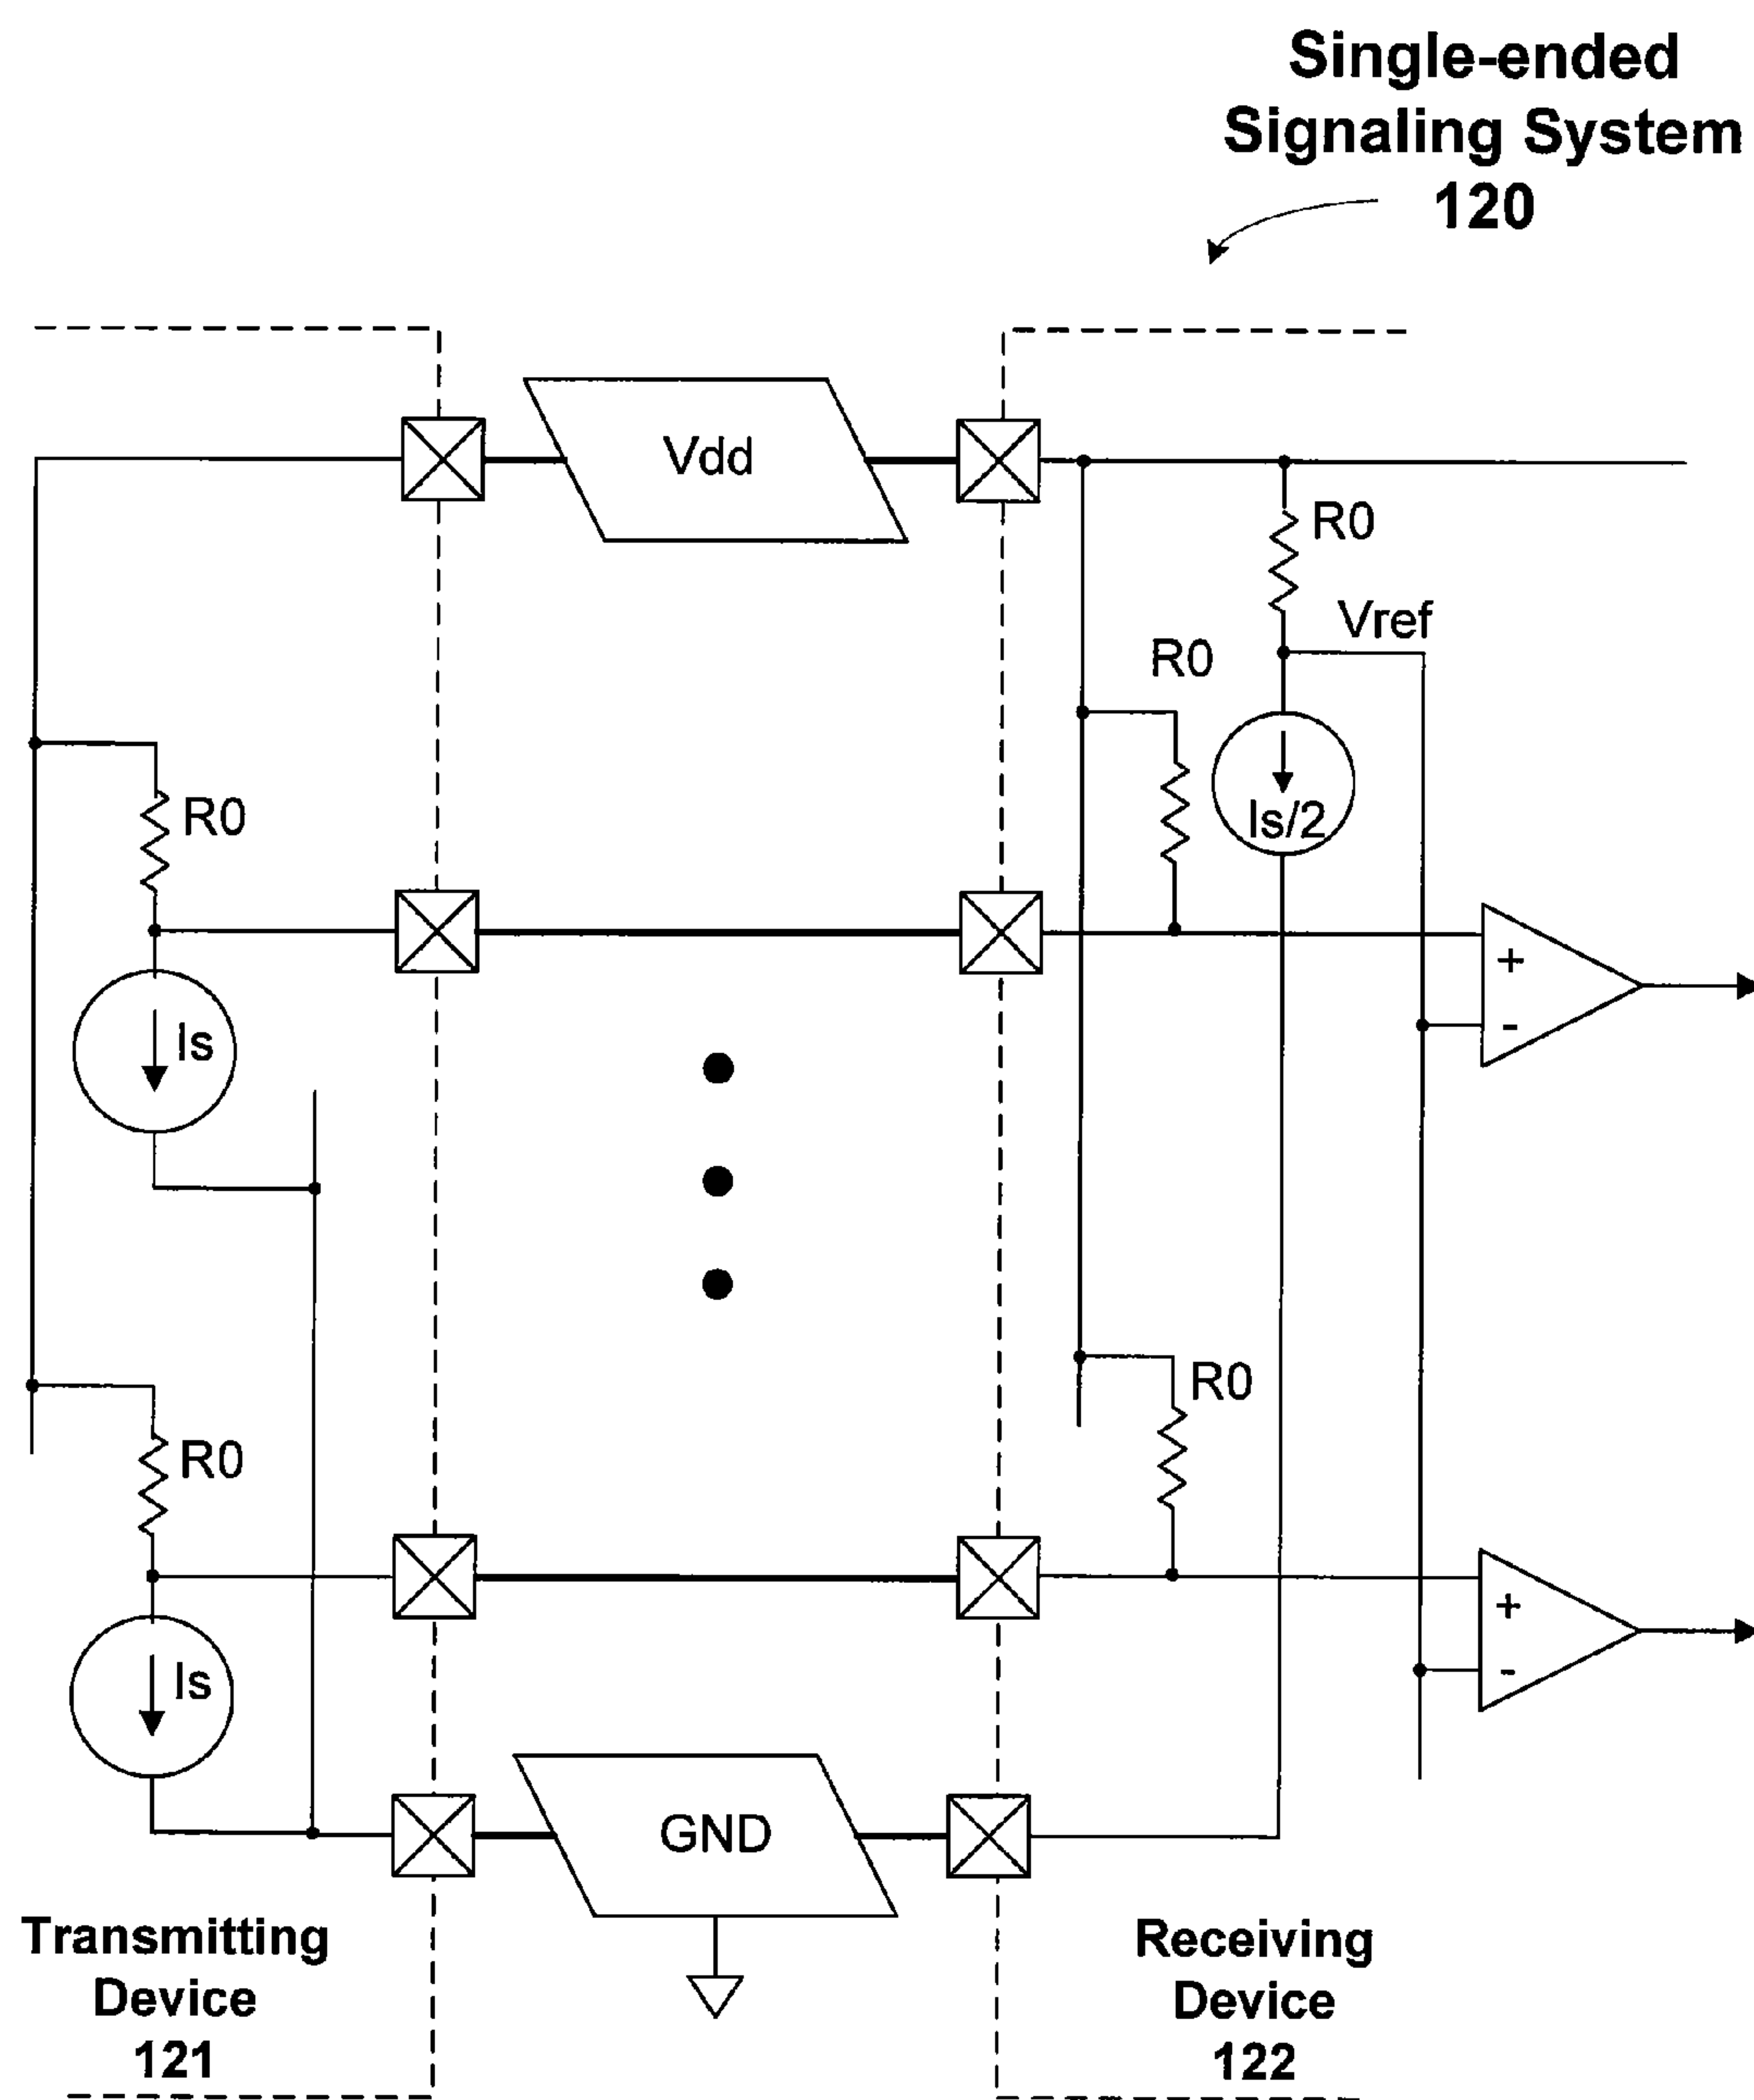 Single-ended
Signaling System
120
Vdd
R0
Vref
R0
R0
Is/2
+
-
Is
R0
R0
+
-
Is
GND
Transmitting
Device
121
Receiving
Device
122